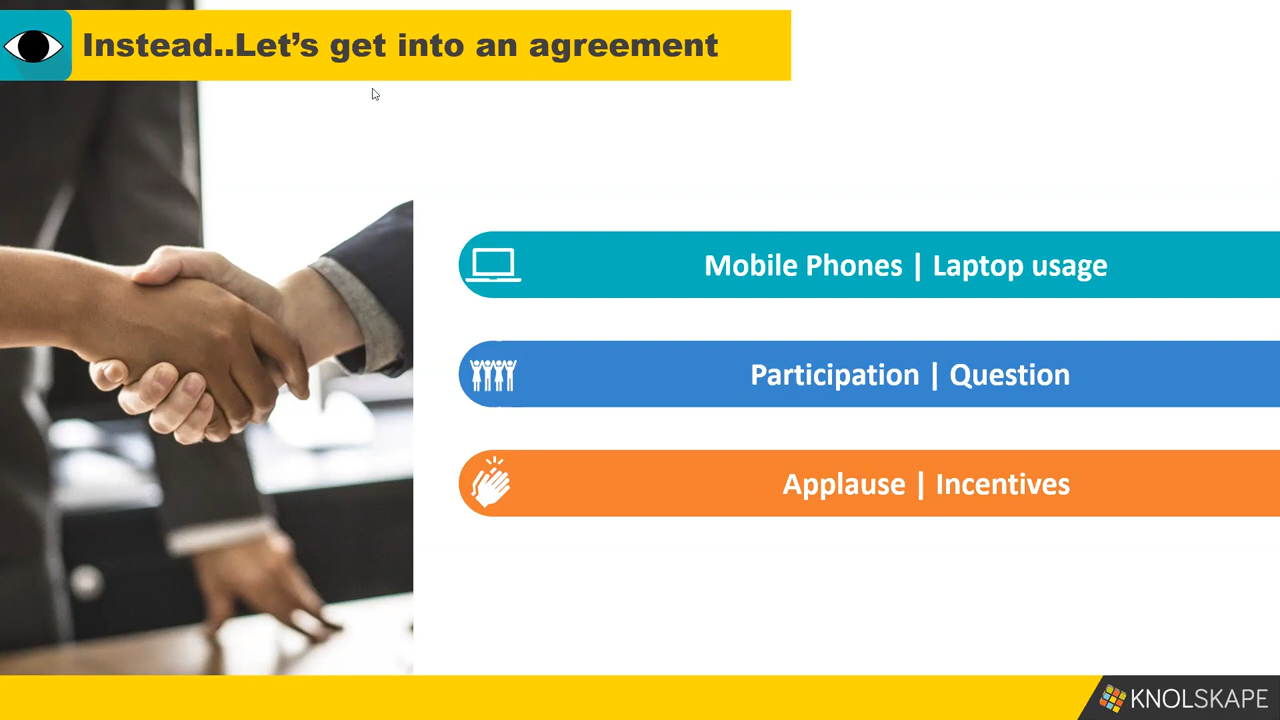 Instead..Let’s get into an agreement
Mobile Phones | Laptop usage
Participation | Question
Applause | Incentives
KNOLSKAPE